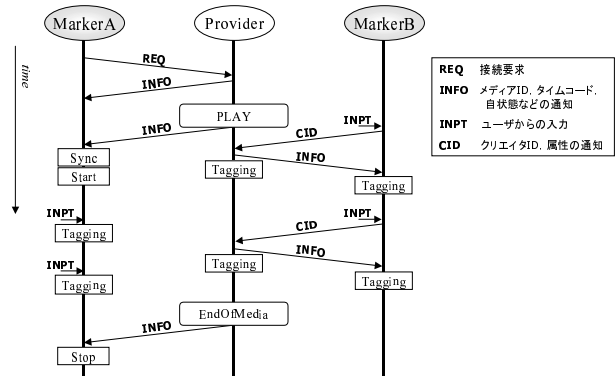 MarkerA
Provider
MarkerB
time
REQ
INFO
PLAY
INFO
Sync
Start
INPT
CID
INFO
Tagging
Tagging
INPT
Tagging
INPT
CID
INFO
Tagging
Tagging
INPT
Tagging
EndOfMedia
INFO
Stop
REQ 接続要求
INFO メディアID, タイムコード,
自状態などの通知
INPT ユーザからの入力
CID クリエイタID, 属性の通知